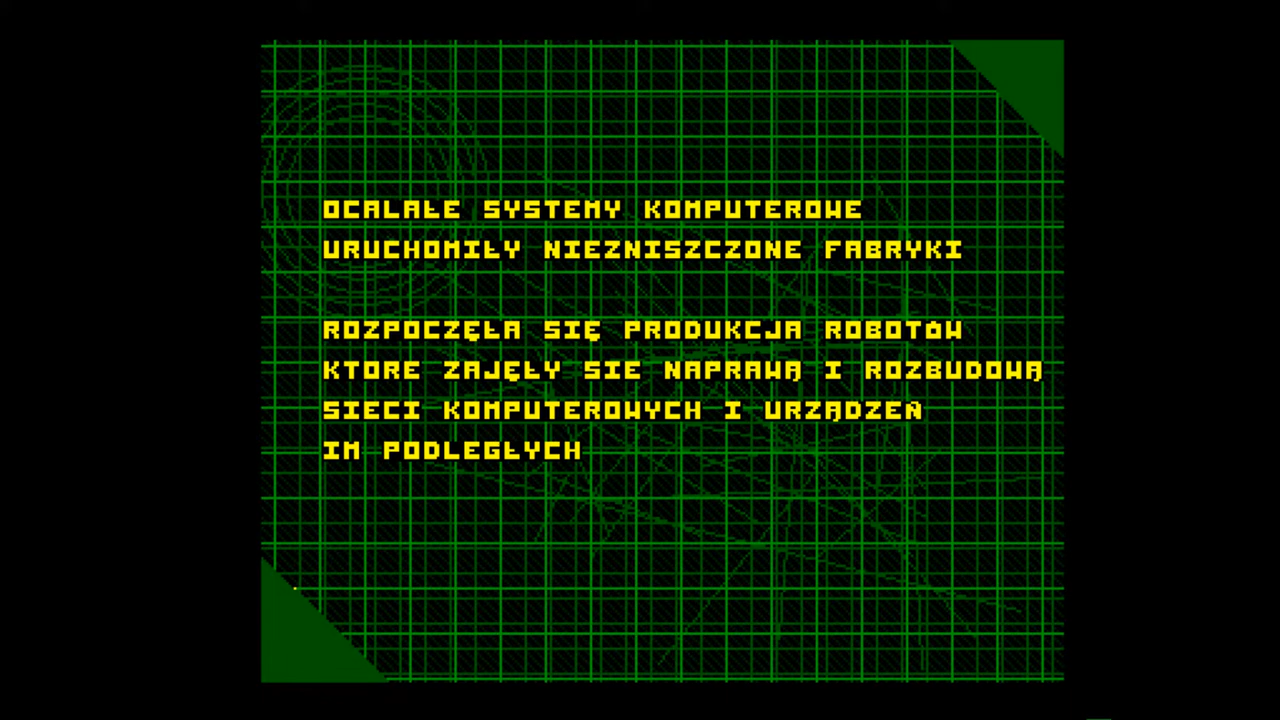 OCALAŁE SYSTEMY KOMPUTEROWE
URUCHOMIŁY NIEZNISZCZONE FABRYKI
ROZPOCZĘŁA SIĘ PRODUKCJA ROBOTÓW
KTORE ZAJĘŁY SIE NAPRAWĄ I ROZBUDOWĄ
SIECI KOMPUTEROWYCH I URZĄDZEŃ
IM PODLEGŁYCH